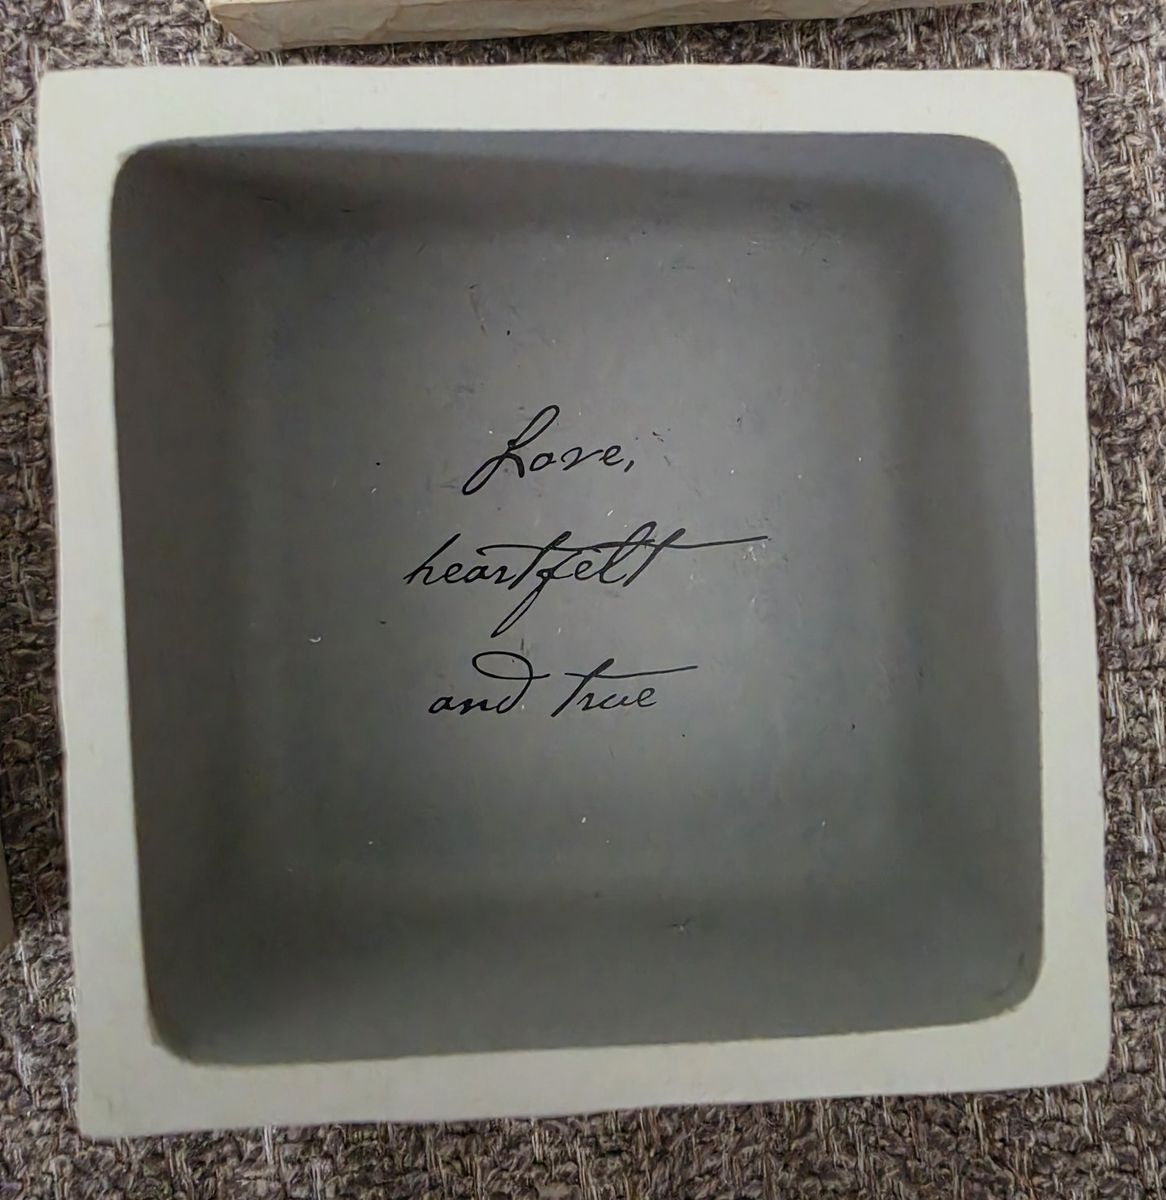 Love,
heartfelt
and true